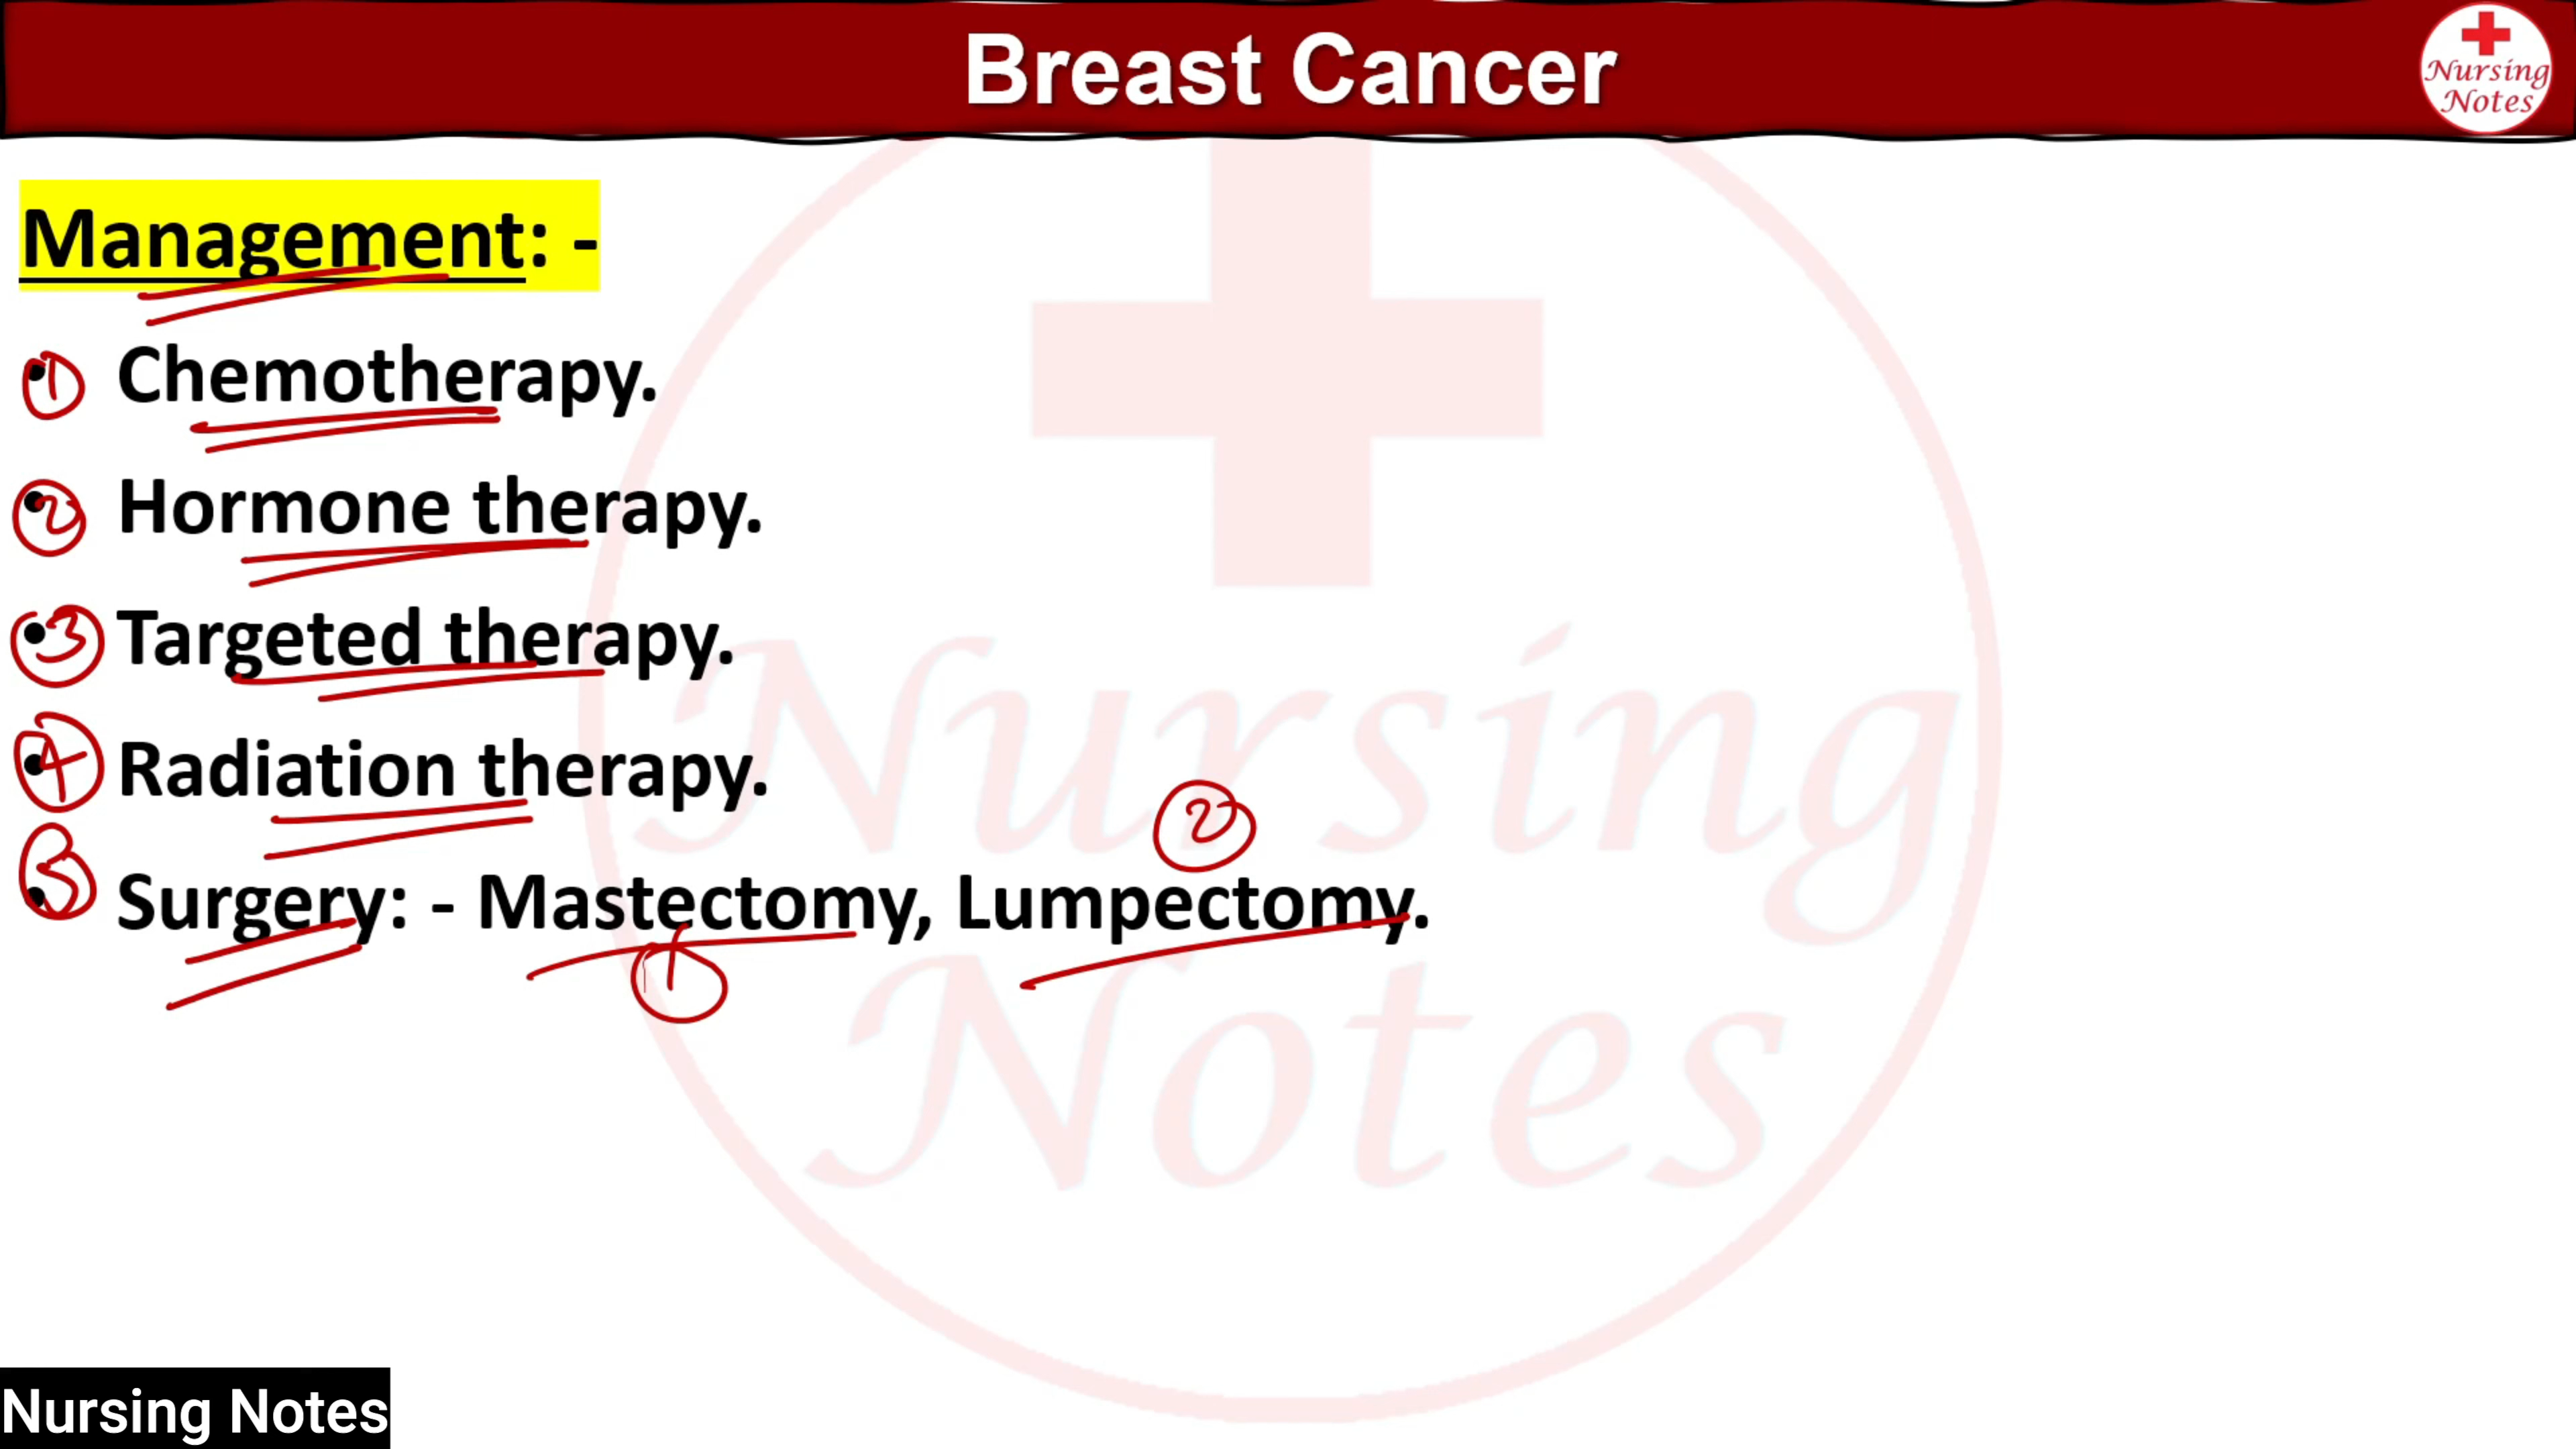 Breast Cancer
Nursing
Notes
Management: -
① • Chemotherapy.
② • Hormone therapy.
③ • Targeted therapy.
④ • Radiation therapy.
⑤ • Surgery: - Mastectomy, Lumpectomy.
① ②
Nursing
Notes
Nursing Notes